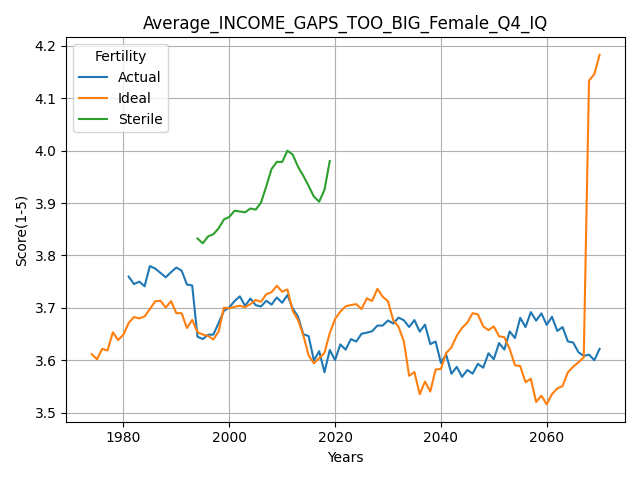 Average_INCOME_GAPS_TOO_BIG_Female_Q4_IQ
Fertility
Actual
Ideal
Sterile
Score(1-5)
4.2
4.1
4.0
3.9
3.8
3.7
3.6
3.5
1980 2000 2020 2040 2060
Years